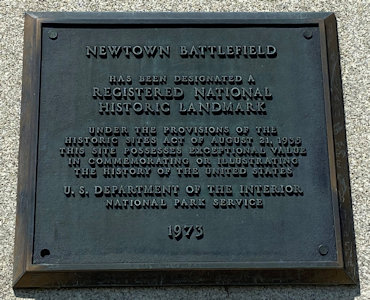 NEWTOWN BATTLEFIELD
HAS BEEN DESIGNATED A
REGISTERED NATIONAL
HISTORIC LANDMARK
UNDER THE PROVISIONS OF THE
HISTORIC SITES ACT OF AUGUST 21, 1935
THIS SITE POSSESSES EXCEPTIONAL VALUE
IN COMMEMORATING OR ILLUSTRATING
THE HISTORY OF THE UNITED STATES
U. S. DEPARTMENT OF THE INTERIOR
NATIONAL PARK SERVICE
1973